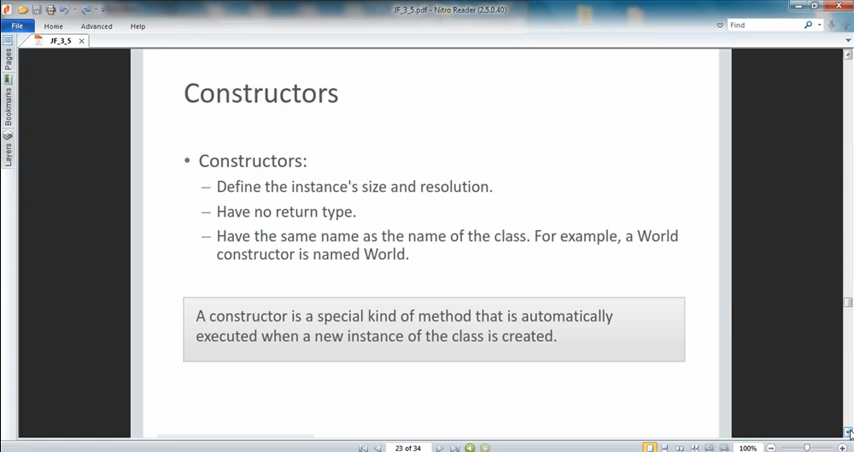 JF_3_5.pdf - Nitro Reader (2.5.0.40)
File
Home
Advanced
Help
Find
JF_3_5
Pages
Bookmarks
Layers
Constructors
• Constructors:
– Define the instance's size and resolution.
– Have no return type.
– Have the same name as the name of the class. For example, a World
constructor is named World.
A constructor is a special kind of method that is automatically
executed when a new instance of the class is created.
23 of 34
100%